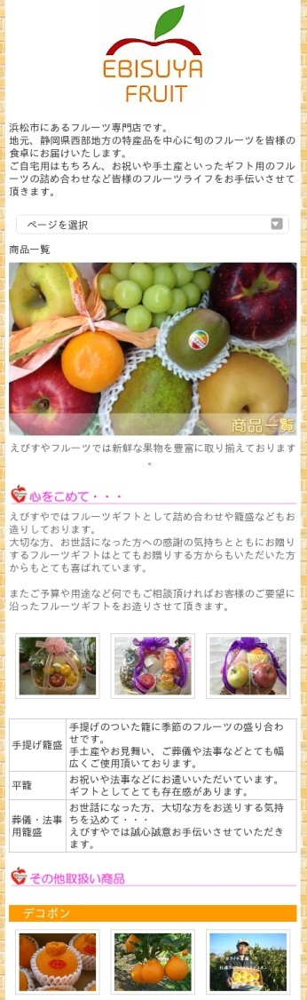 EBISUYA
FRUIT
浜松市にあるフルーツ専門店です。
地元、静岡県西部地方の特産品を中心に旬のフルーツを皆様の
食卓にお届けいたします。
ご自宅用はもちろん、お祝いや手土産といったギフト用のフル
ーツの詰め合わせなど皆様のフルーツライフをお手伝いさせて
頂きます。
ページを選択
商品一覧
商品一覧
えびすやフルーツでは新鮮な果物を豊富に取り揃えております
。
心をこめて・・・
えびすやではフルーツギフトとして詰め合わせや籠盛などもお
造りしております。
大切な方、お世話になった方への感謝の気持ちとともにお贈り
するフルーツギフトはとてもお贈りする方からもいただいた方
からもとても喜ばれています。
またご予算や用途など何でもご相談頂ければお客様のご要望に
沿ったフルーツギフトをお造りさせて頂きます。
手提げ籠盛
手提げのついた籠に季節のフルーツの盛り合わ
せです。
手土産やお見舞い、ご葬儀や法事などとても幅
広くご使用頂いております。
平籠
お祝いや法事などにお遣いいただいています。
ギフトとしてとても存在感があります。
葬儀・法事
用籠盛
お世話になった方、大切な方をお送りする気持
ちを込めて・・・
えびすやでは誠心誠意お手伝いさせていただき
ます。
その他取扱い商品
デコポン